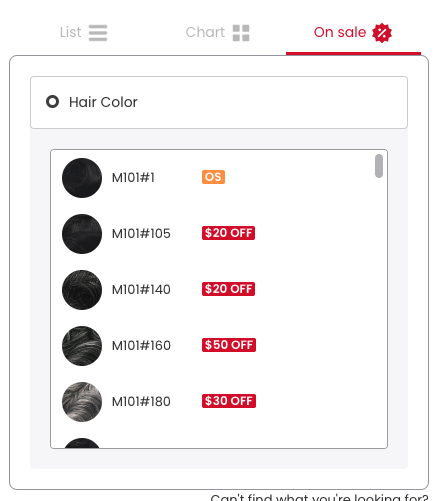 List
Chart
On sale
Hair Color
M101#1 OS
M101#105 $20 OFF
M101#140 $20 OFF
M101#160 $50 OFF
M101#180 $30 OFF
Can't find what you're looking for?